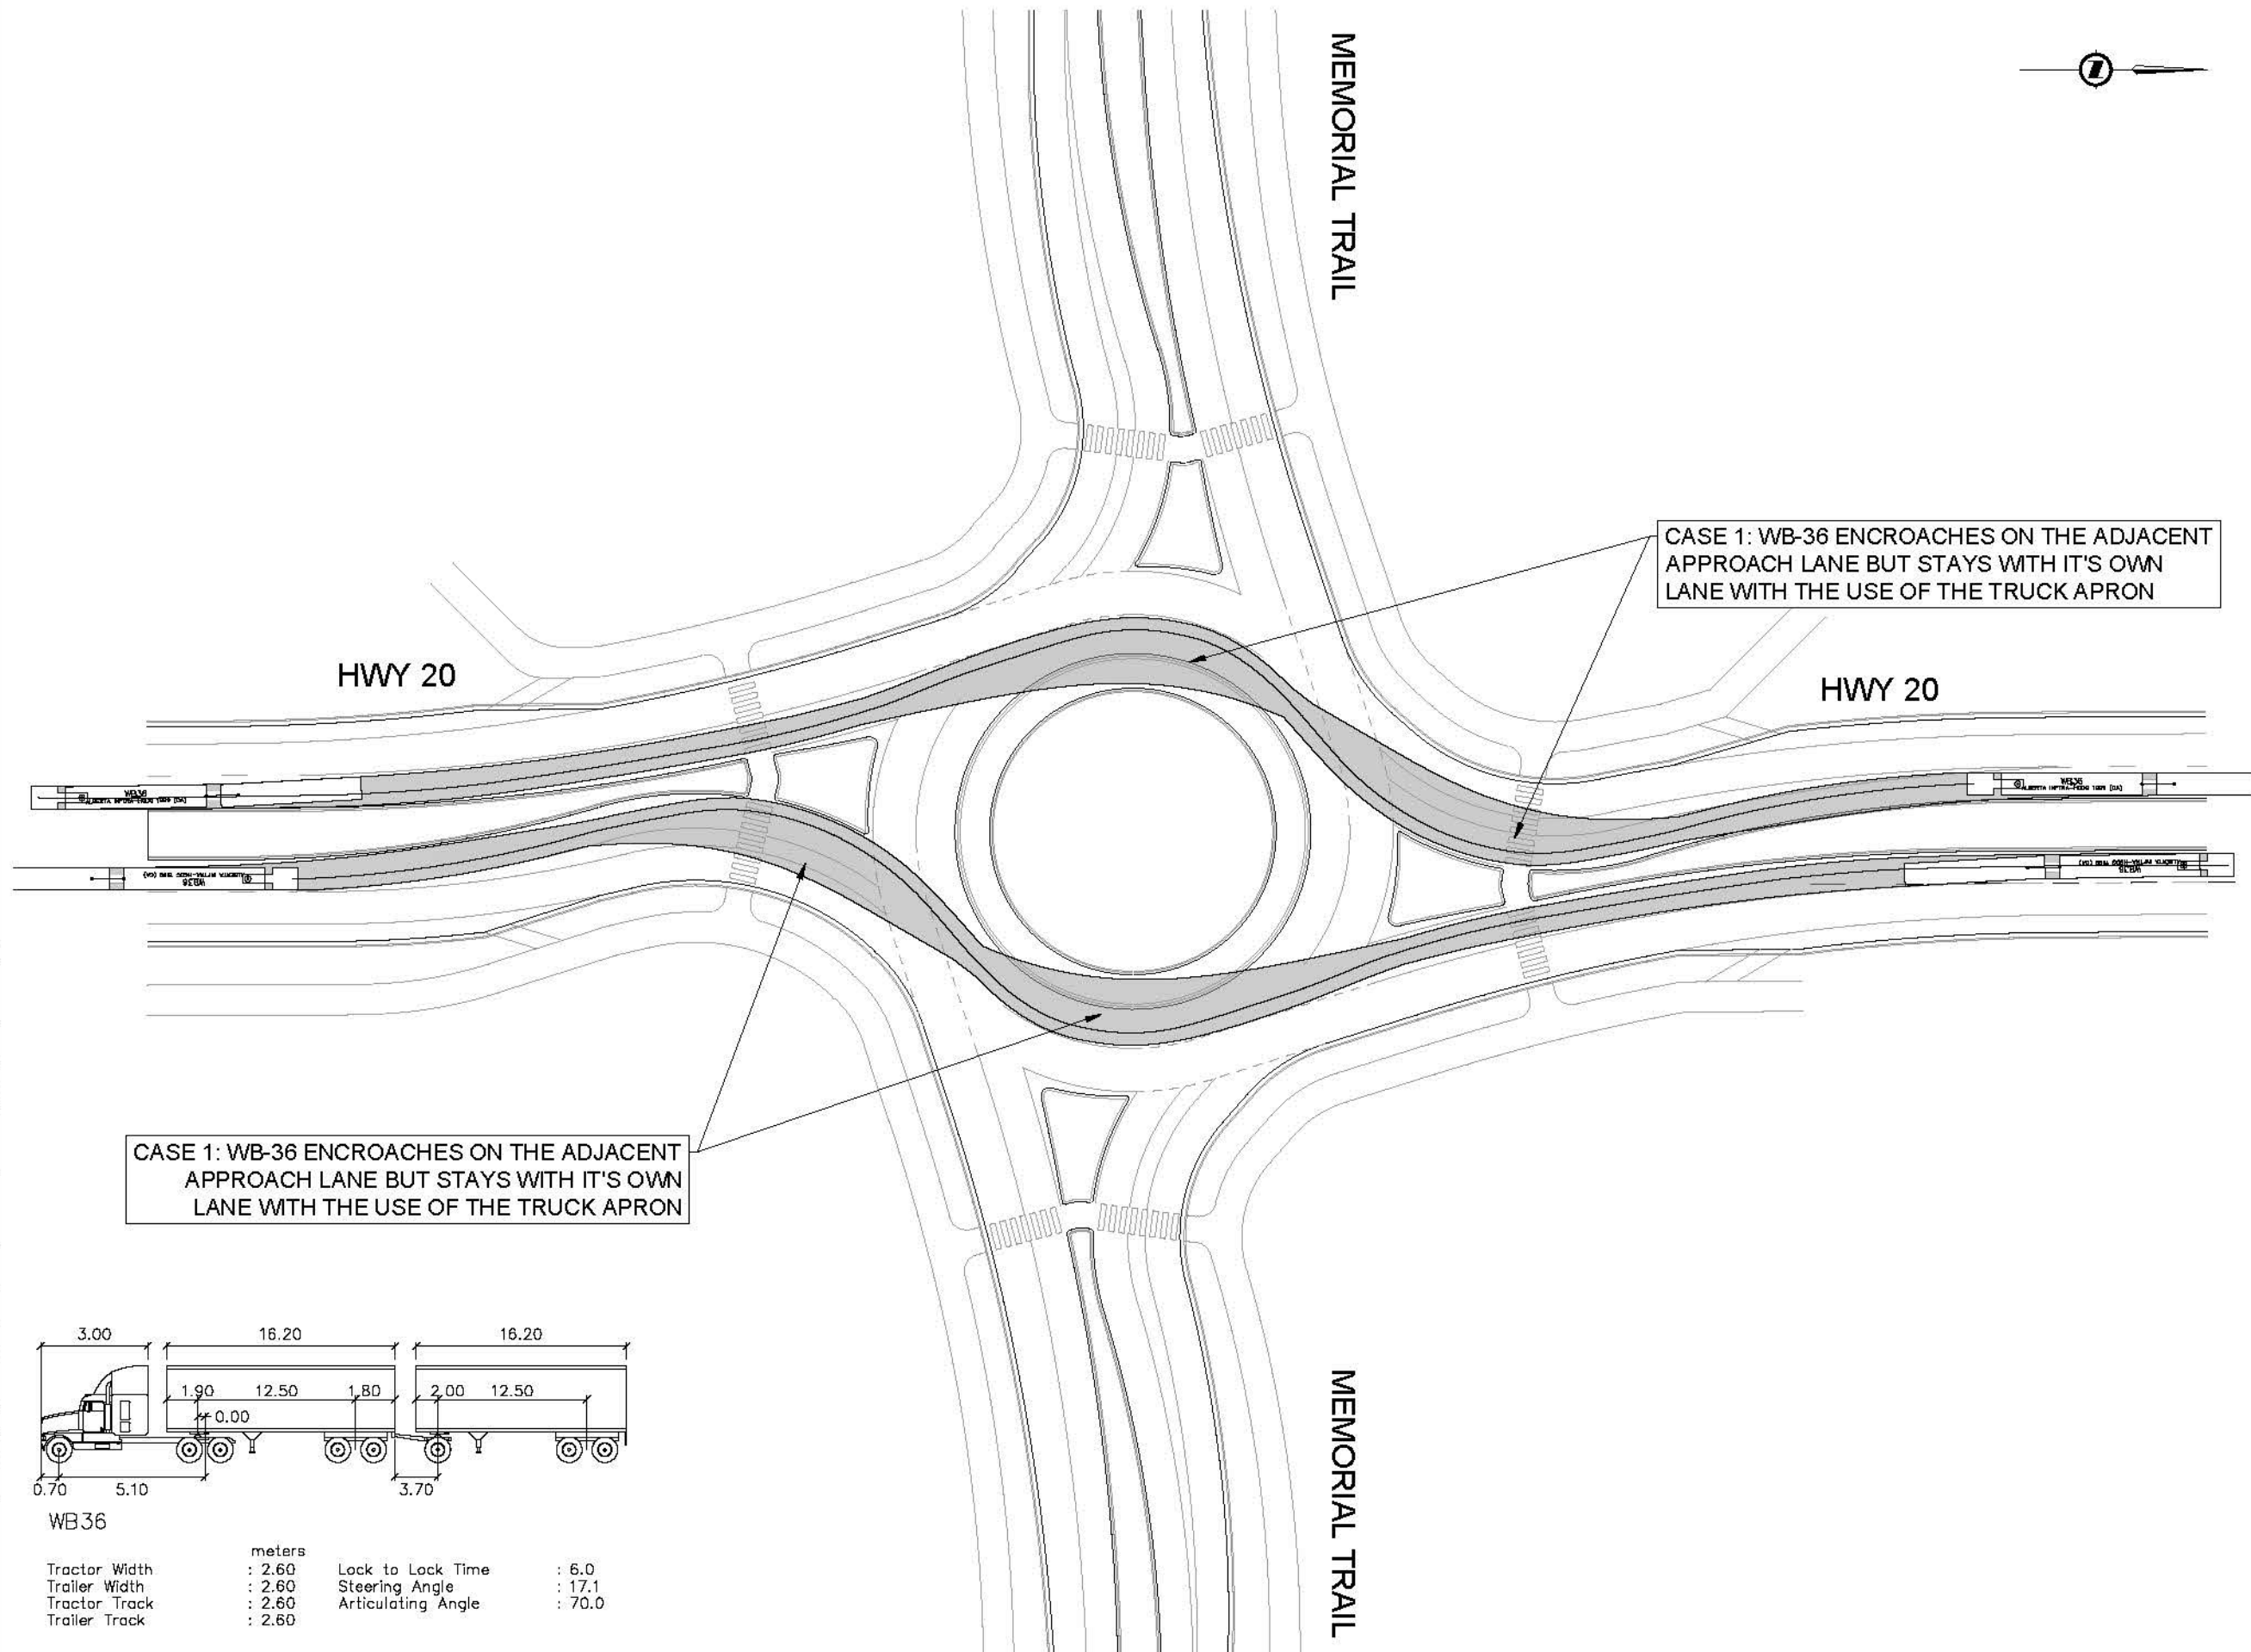 MEMORIAL TRAIL
CASE 1: WB-36 ENCROACHES ON THE ADJACENT
APPROACH LANE BUT STAYS WITH IT'S OWN
LANE WITH THE USE OF THE TRUCK APRON
HWY 20
HWY 20
WB36
WB36
WB36
WB36
CASE 1: WB-36 ENCROACHES ON THE ADJACENT
APPROACH LANE BUT STAYS WITH IT'S OWN
LANE WITH THE USE OF THE TRUCK APRON
MEMORIAL TRAIL
3.00 16.20 16.20
1.90 12.50 1.80 2.00 12.50
0.00
0.70 5.10 3.70
WB36
meters
Tractor Width : 2.60 Lock to Lock Time : 6.0
Trailer Width : 2.60 Steering Angle : 17.1
Tractor Track : 2.60 Articulating Angle : 70.0
Trailer Track : 2.60